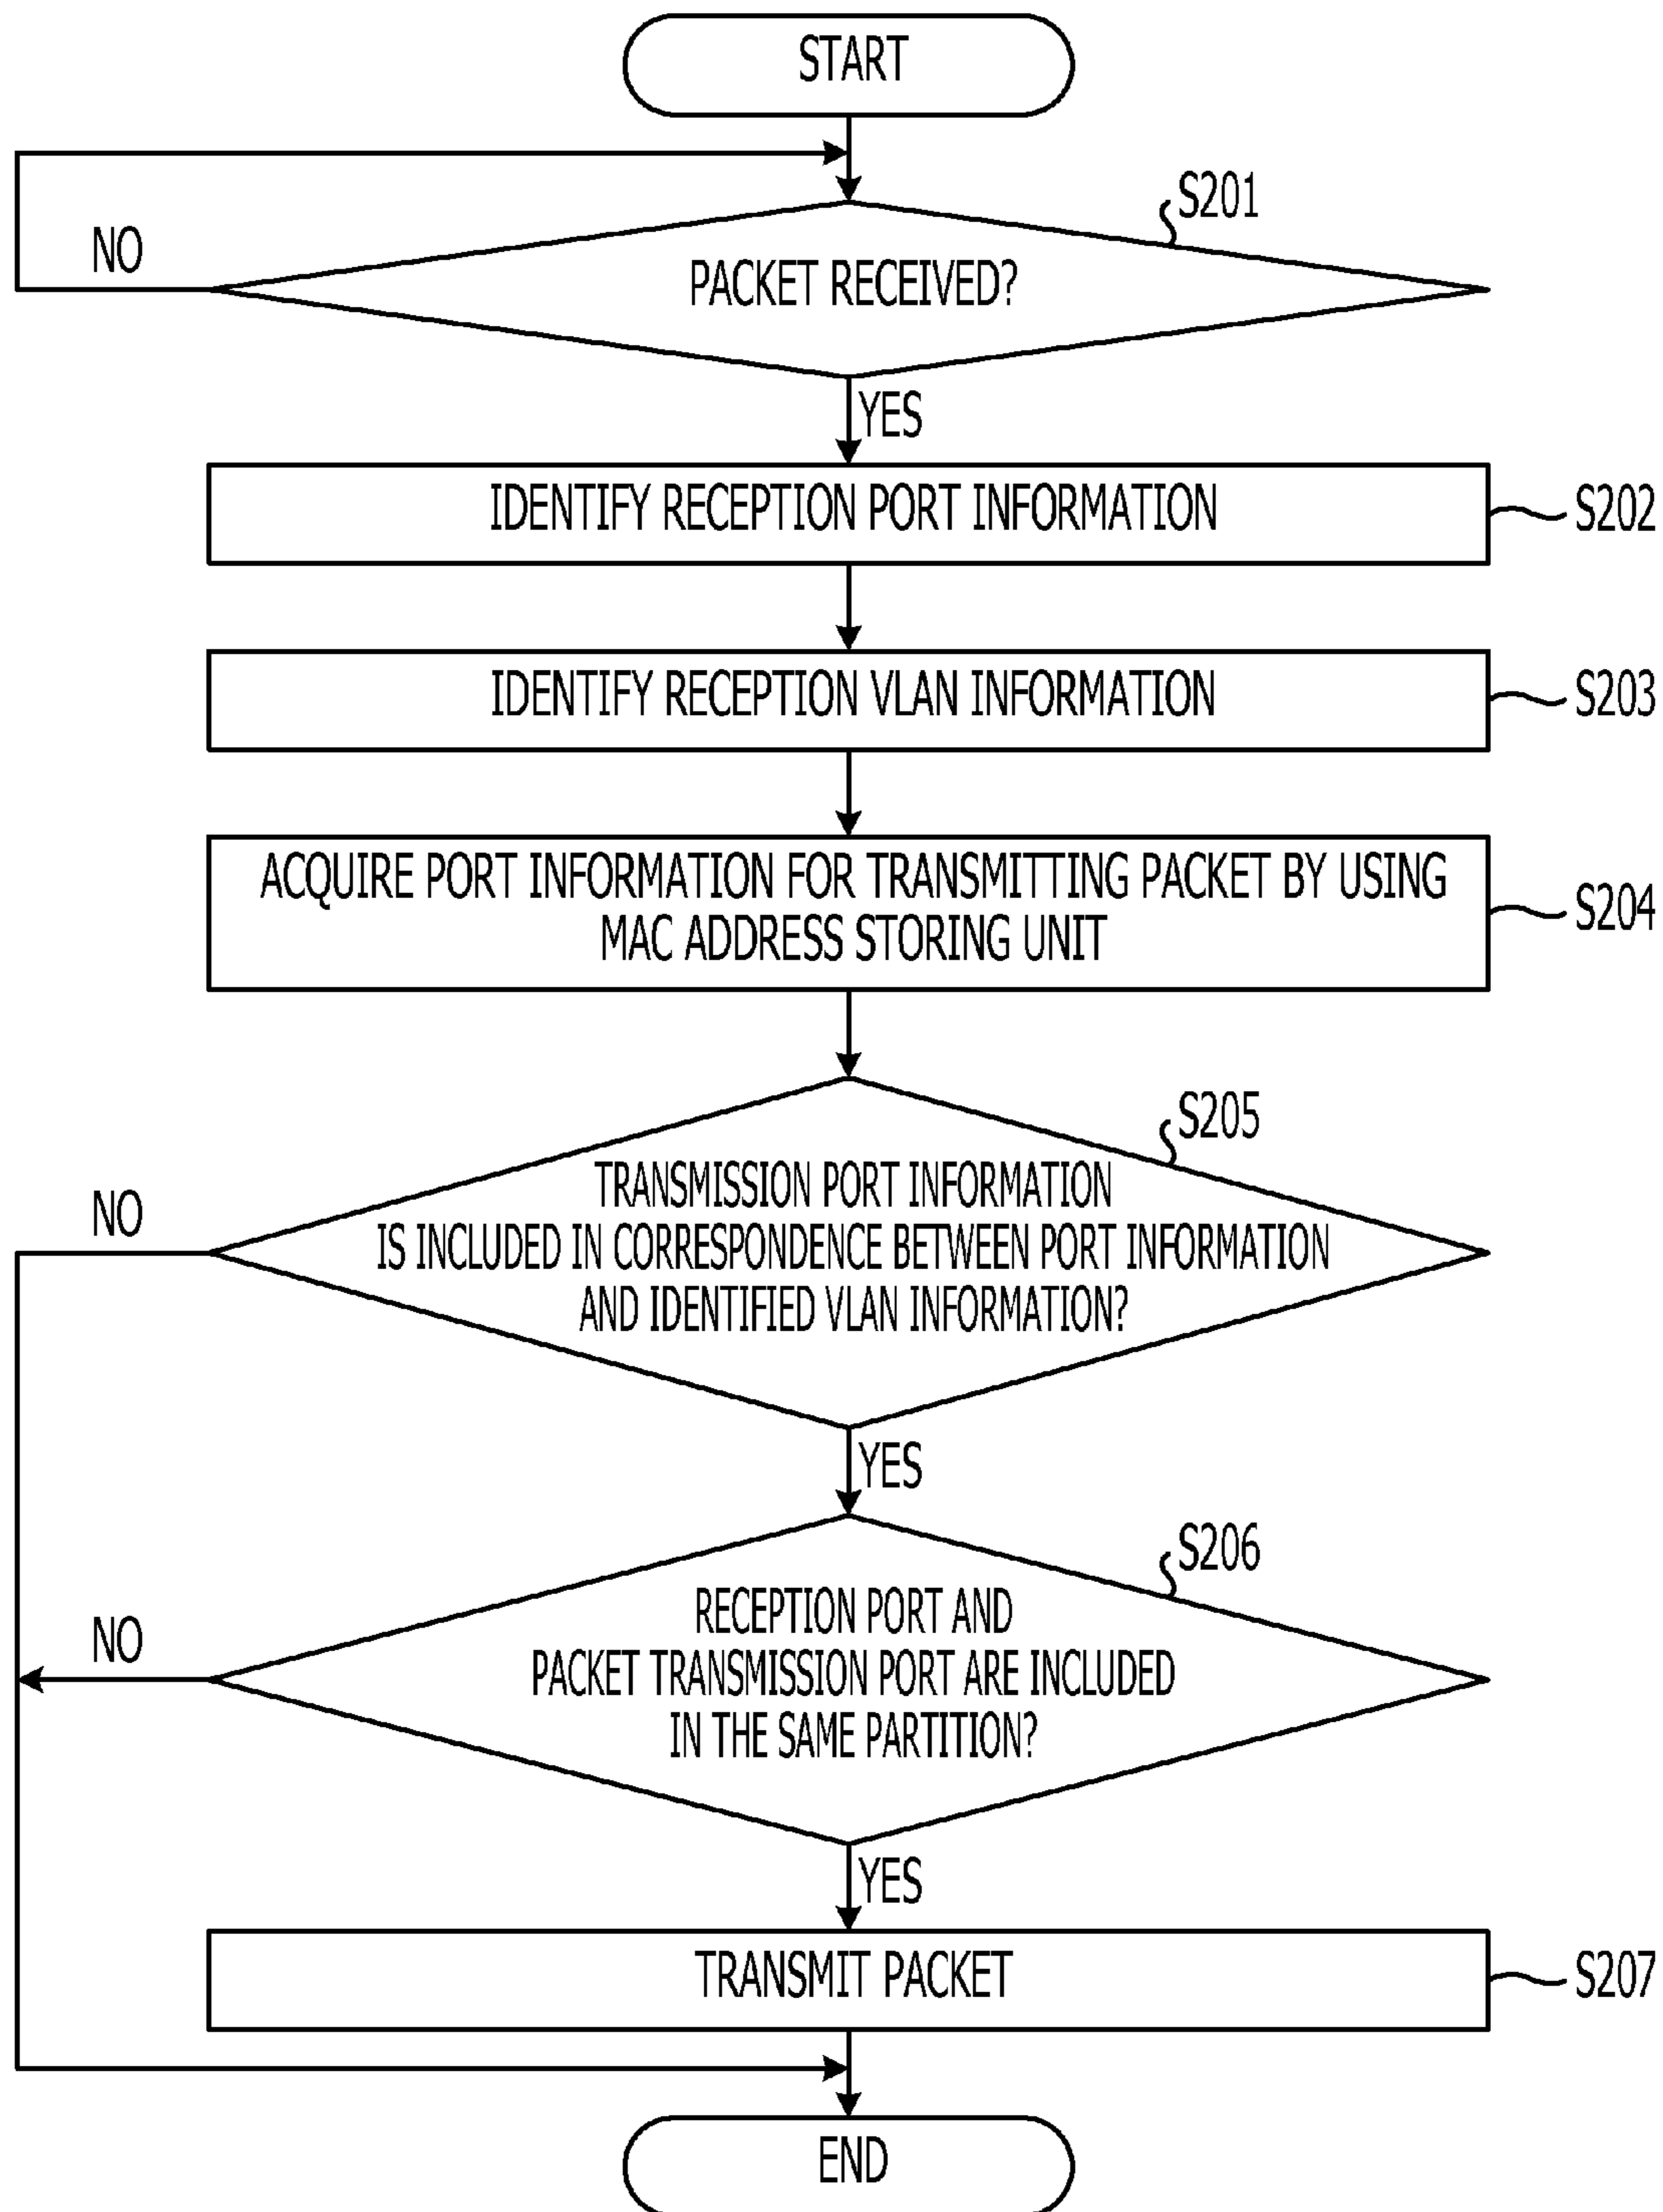 START
S201
NO
PACKET RECEIVED?
YES
IDENTIFY RECEPTION PORT INFORMATION
S202
IDENTIFY RECEPTION VLAN INFORMATION
S203
ACQUIRE PORT INFORMATION FOR TRANSMITTING PACKET BY USING
MAC ADDRESS STORING UNIT
S204
S205
NO
TRANSMISSION PORT INFORMATION
IS INCLUDED IN CORRESPONDENCE BETWEEN PORT INFORMATION
AND IDENTIFIED VLAN INFORMATION?
YES
S206
NO
RECEPTION PORT AND
PACKET TRANSMISSION PORT ARE INCLUDED
IN THE SAME PARTITION?
YES
TRANSMIT PACKET
S207
END